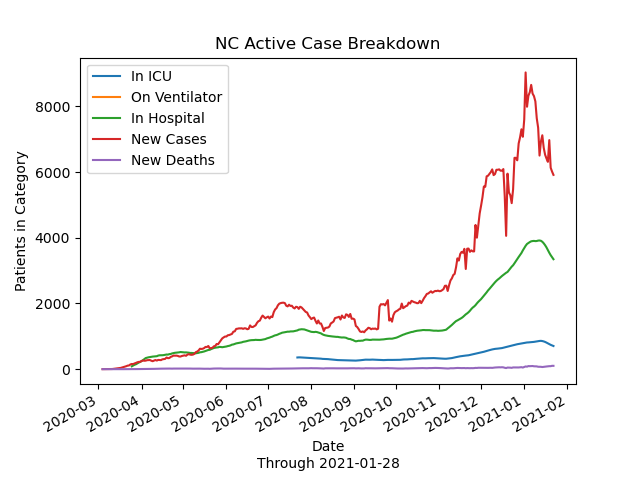 NC Active Case Breakdown
In ICU
On Ventilator
In Hospital
New Cases
New Deaths
Patients in Category
8000
6000
4000
2000
0
2020-03
2020-04
2020-05
2020-06
2020-07
2020-08
2020-09
2020-10
2020-11
2020-12
2021-01
2021-02
Date
Through 2021-01-28